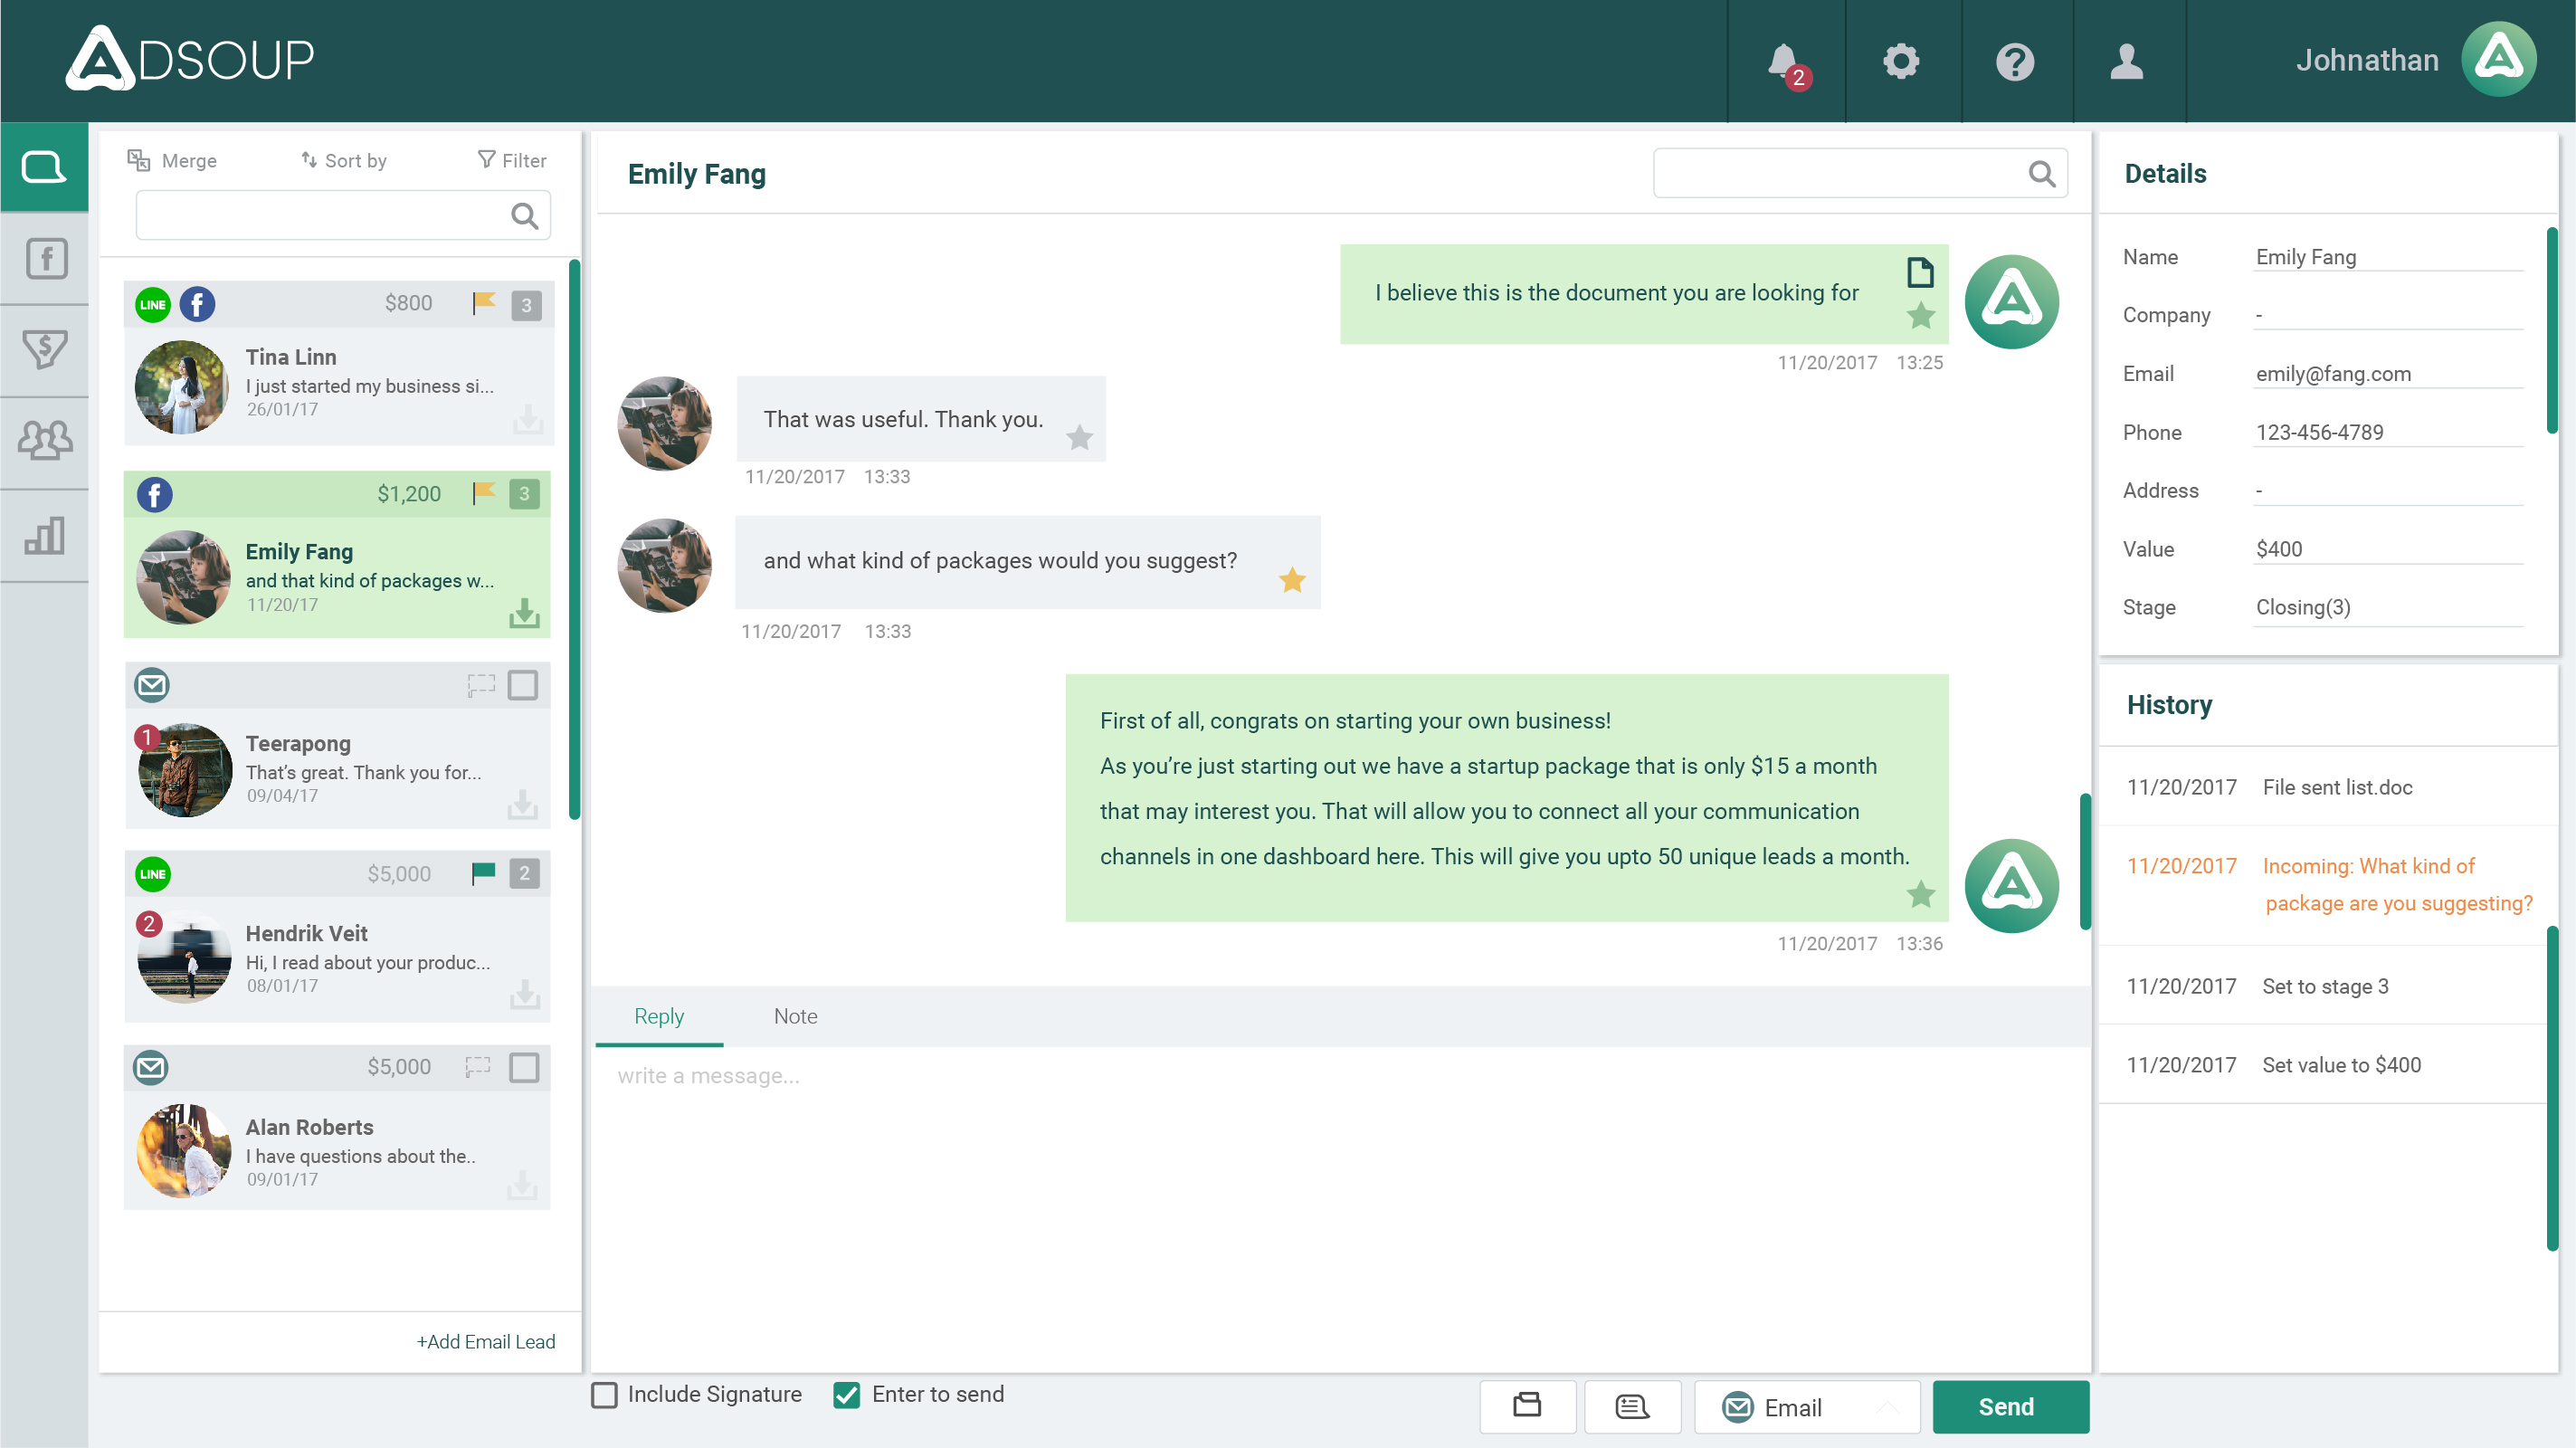 ADSOUP
2
Johnathan
Merge
Sort by
Filter
LINE
f
$800
3
Tina Linn
I just started my business si...
26/01/17
f
$1,200
3
Emily Fang
and that kind of packages w...
11/20/17
1
Teerapong
That’s great. Thank you for...
09/04/17
LINE
$5,000
2
2
Hendrik Veit
Hi, I read about your produc...
08/01/17
$5,000
Alan Roberts
I have questions about the..
09/01/17
+Add Email Lead
Emily Fang
I believe this is the document you are looking for
11/20/2017 13:25
That was useful. Thank you.
11/20/2017 13:33
and what kind of packages would you suggest?
11/20/2017 13:33
First of all, congrats on starting your own business!
As you’re just starting out we have a startup package that is only $15 a month
that may interest you. That will allow you to connect all your communication
channels in one dashboard here. This will give you upto 50 unique leads a month.
11/20/2017 13:36
Reply
Note
write a message...
Include Signature
Enter to send
Email
Send
Details
Name Emily Fang
Company -
Email emily@fang.com
Phone 123-456-4789
Address -
Value $400
Stage Closing(3)
History
11/20/2017 File sent list.doc
11/20/2017 Incoming: What kind of
package are you suggesting?
11/20/2017 Set to stage 3
11/20/2017 Set value to $400